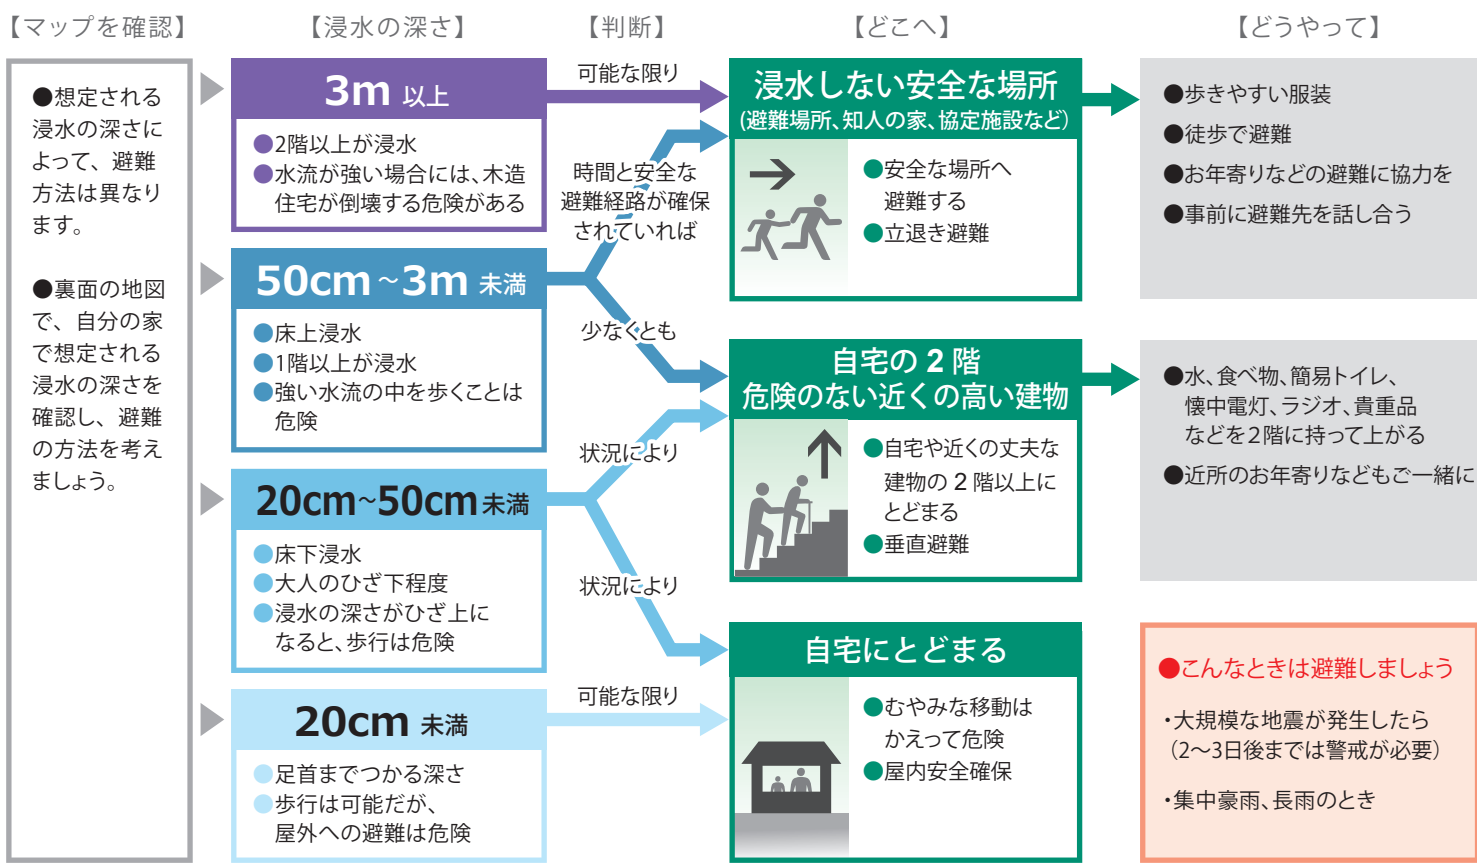 【マップを確認】
●想定される
浸水の深さに
よって、避難
方法は異なり
ます。
●裏面の地図
で、自分の家
で想定される
浸水の深さを
確認し、避難
の方法を考え
ましょう。
【浸水の深さ】
3m 以上
●2階以上が浸水
●水流が強い場合には、木造
住宅が倒壊する危険がある
50cm～3m 未満
●床上浸水
●1階以上が浸水
●強い水流の中を歩くことは
危険
20cm～50cm未満
●床下浸水
●大人のひざ下程度
●浸水の深さがひざ上に
なると、歩行は危険
20cm 未満
●足首までつかる深さ
●歩行は可能だが、
屋外への避難は危険
【判断】
可能な限り
時間と安全な
避難経路が確保
されていれば
少なくとも
状況により
状況により
可能な限り
【どこへ】
浸水しない安全な場所
(避難場所、知人の家、協定施設など)
●安全な場所へ
避難する
●立退き避難
自宅の 2 階
危険のない近くの高い建物
●自宅や近くの丈夫な
建物の 2 階以上に
とどまる
●垂直避難
自宅にとどまる
●むやみな移動は
かえって危険
●屋内安全確保
【どうやって】
●歩きやすい服装
●徒歩で避難
●お年寄りなどの避難に協力を
●事前に避難先を話し合う
●水、食べ物、簡易トイレ、
懐中電灯、ラジオ、貴重品
などを2階に持って上がる
●近所のお年寄りなどもご一緒に
●こんなときは避難しましょう
・大規模な地震が発生したら
（2～3日後までは警戒が必要）
・集中豪雨、長雨のとき